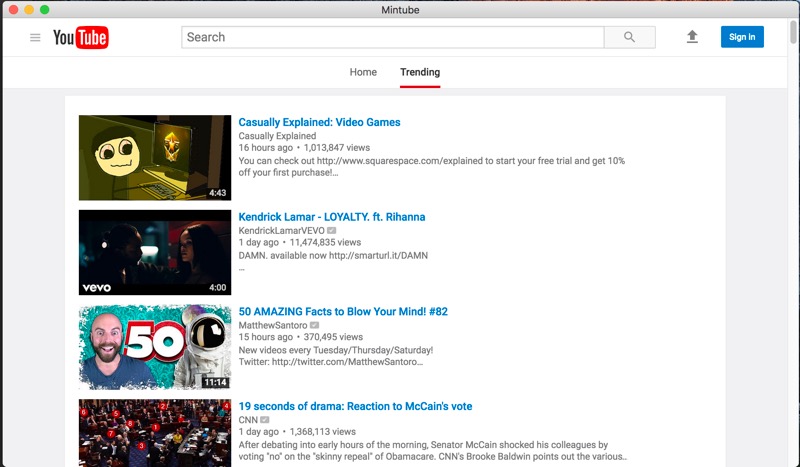 Mintube
YouTube
Search
Sign in
Home
Trending
4:43
Casually Explained: Video Games
Casually Explained
16 hours ago • 1,013,847 views
You can check out http://www.squarespace.com/explained to start your free trial and get 10%
off your first purchase!...
vevo
4:00
Kendrick Lamar - LOYALTY. ft. Rihanna
KendrickLamarVEVO
1 day ago • 11,474,835 views
DAMN. available now http://smarturl.it/DAMN
...
50
11:14
50 AMAZING Facts to Blow Your Mind! #82
MatthewSantoro
15 hours ago • 370,495 views
New videos every Tuesday/Thursday/Saturday!
Twitter: http://twitter.com/MatthewSantoro...
19 seconds of drama: Reaction to McCain's vote
CNN
1 day ago • 1,368,113 views
After debating into early hours of the morning, Senator McCain shocked his colleagues by
voting "no" on the "skinny repeal" of Obamacare. CNN's Brooke Baldwin points out the various..